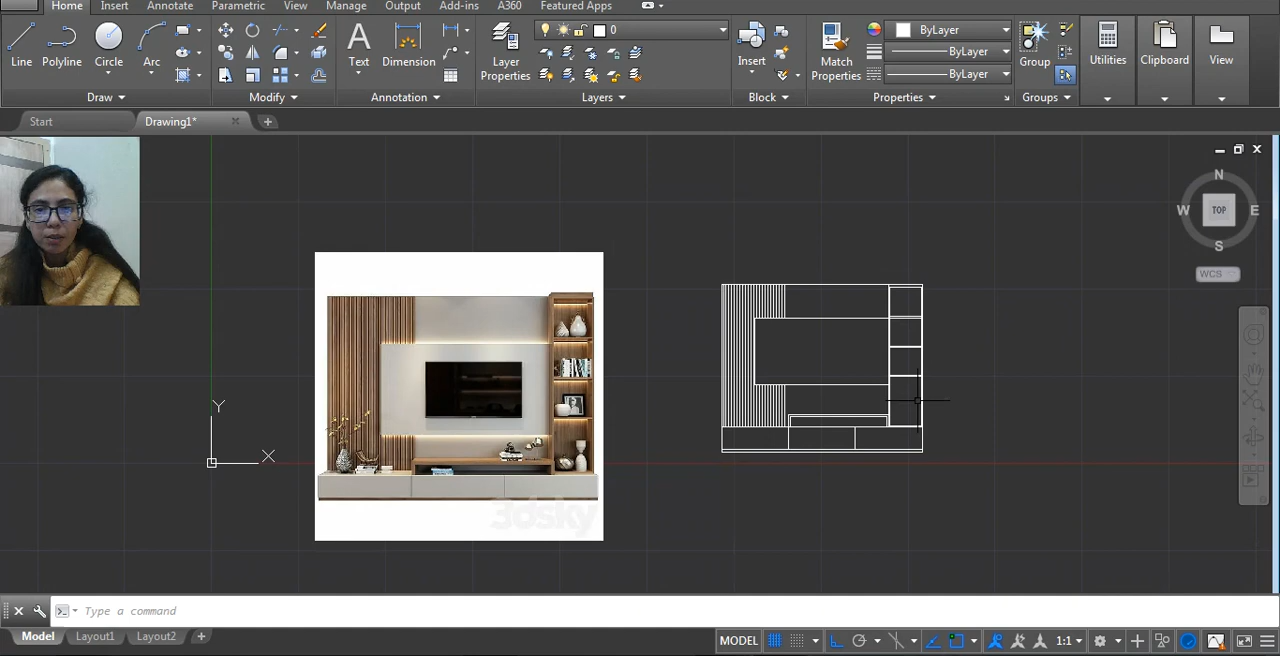 Home Insert Annotate Parametric View Manage Output Add-ins A360 Featured Apps
Line Polyline Circle Arc
Text Dimension
Layer Properties
0
Insert
Match Properties
ByLayer
ByLayer
ByLayer
Group
Utilities Clipboard View
Draw Modify Annotation Layers Block Properties Groups
Start Drawing1*
N
W TOP E
S
WCS
Y
X
3dsky
Type a command
Model Layout1 Layout2
MODEL 1:1